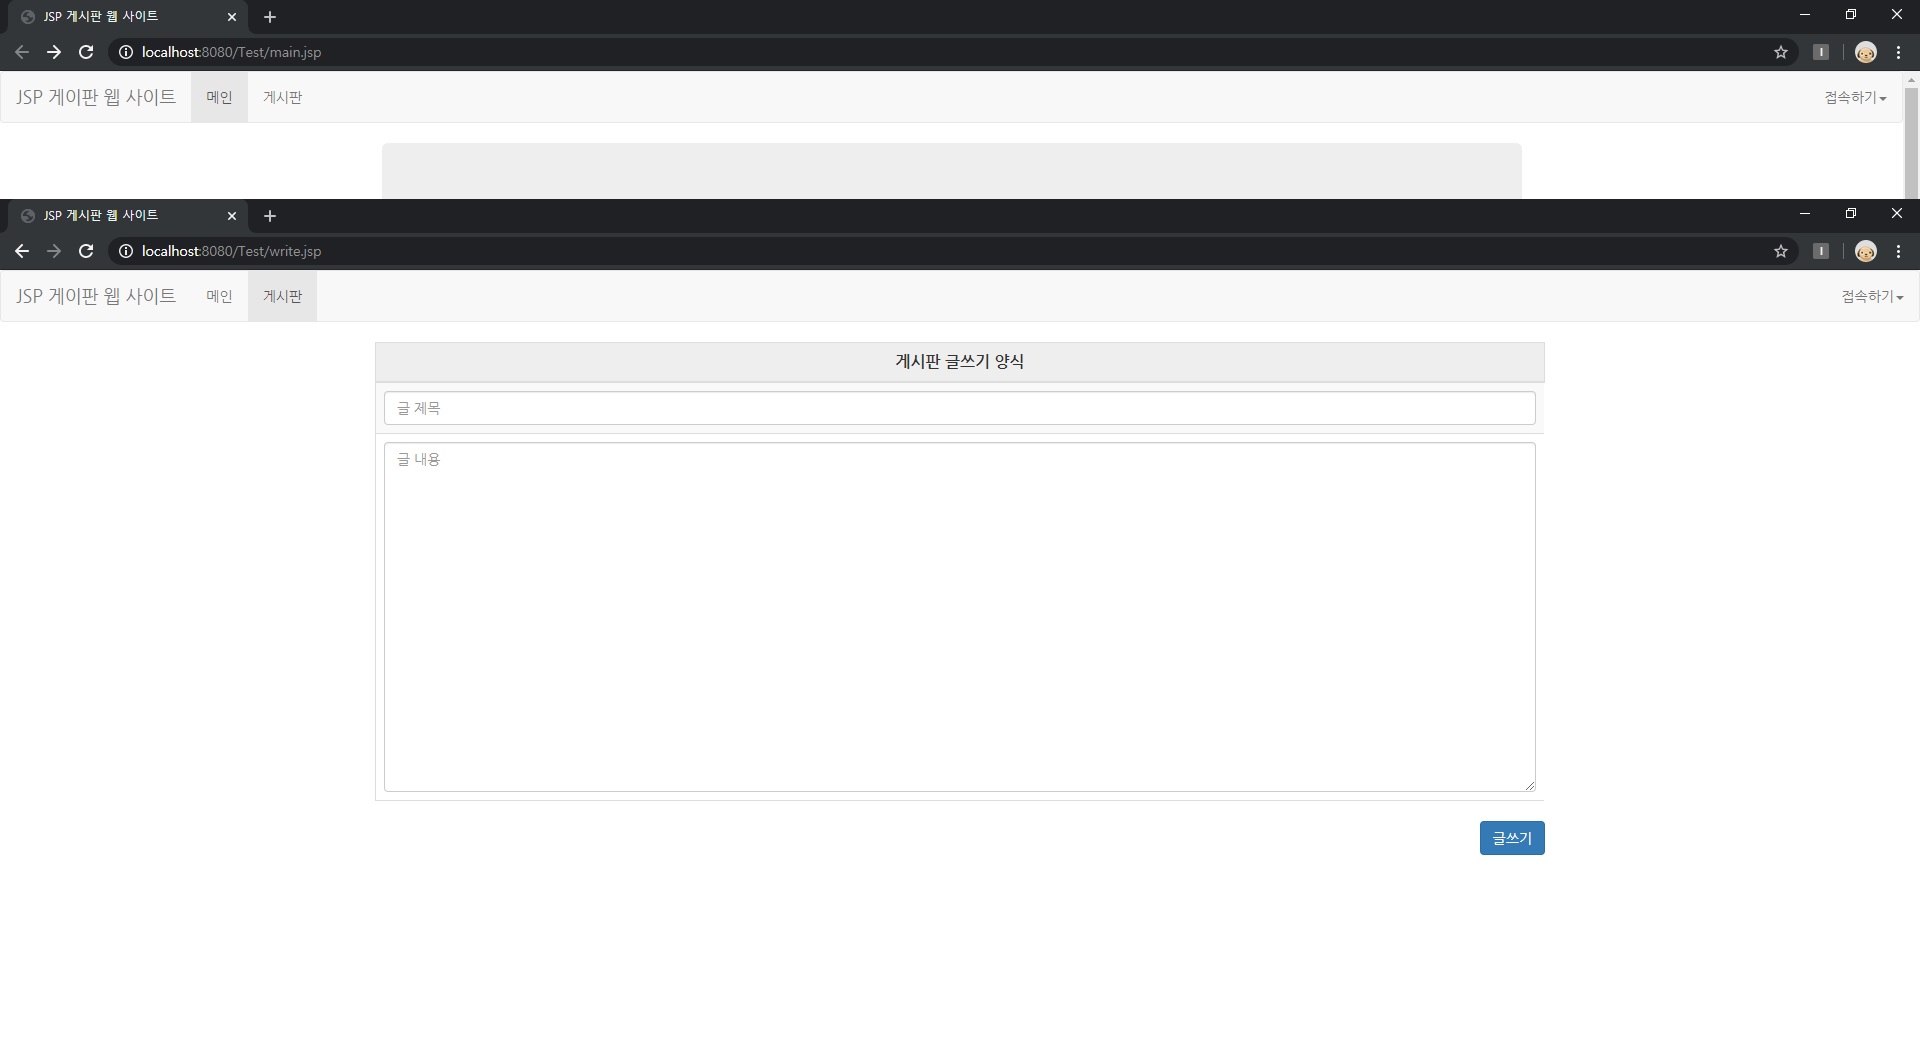 JSP 게시판 웹 사이트
localhost:8080/Test/main.jsp
I
JSP 게이판 웹 사이트 메인 게시판 접속하기
JSP 게시판 웹 사이트
localhost:8080/Test/write.jsp
I
JSP 게이판 웹 사이트 메인 게시판 접속하기
게시판 글쓰기 양식
글 제목
글 내용
글쓰기